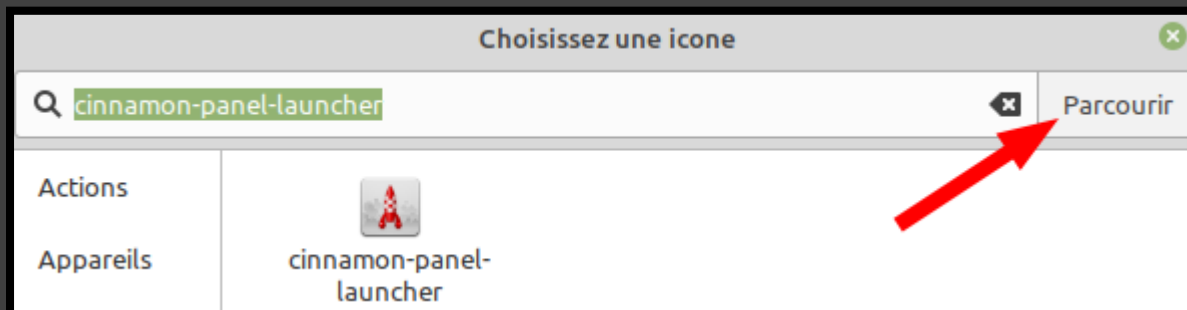 Choisissez une icone
cinnamon-panel-launcher
Parcourir
Actions
cinnamon-panel-
launcher
Appareils